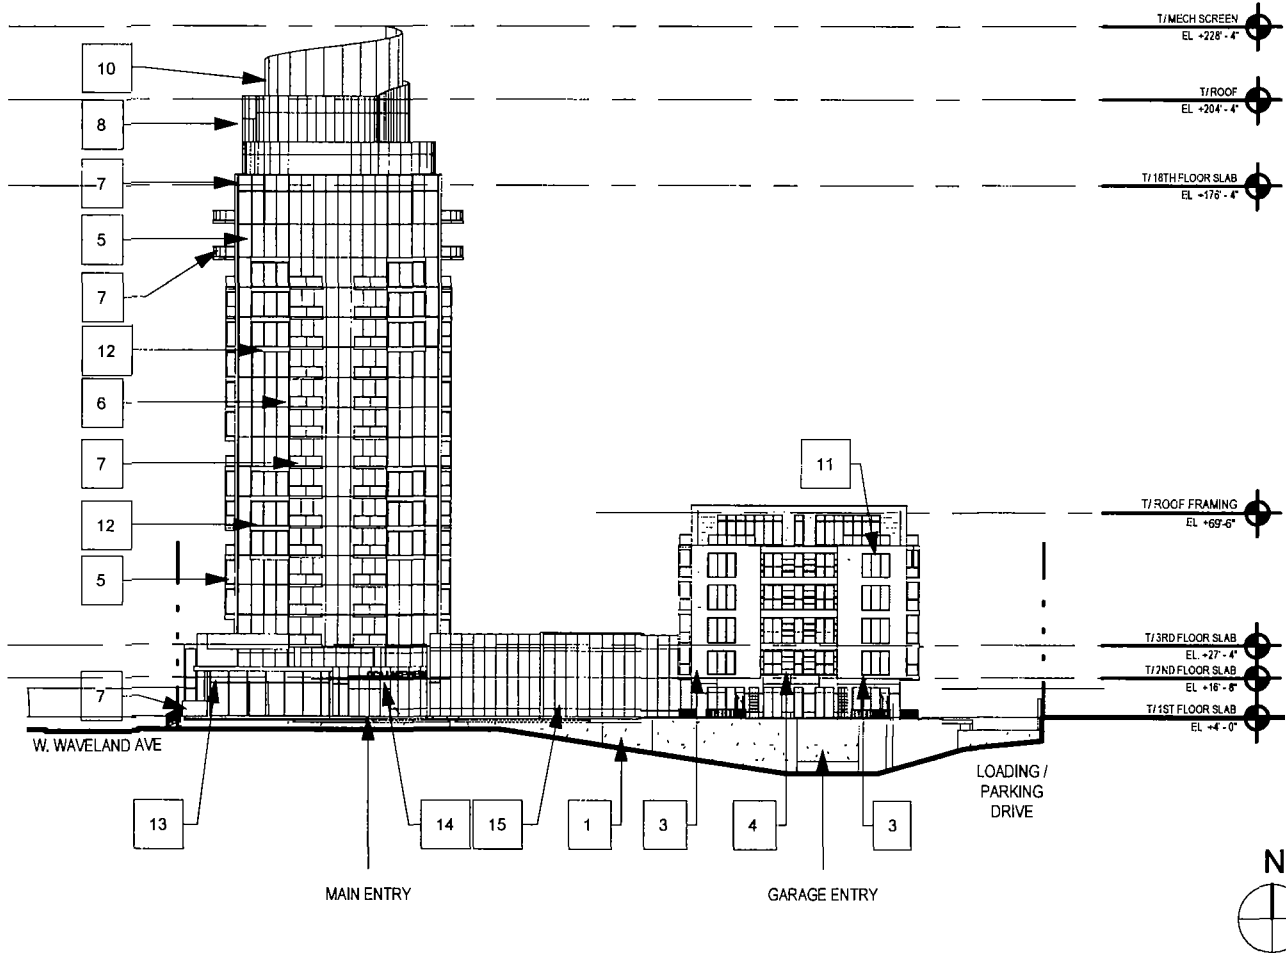 T/ MECH SCREEN
EL +228' - 4"
10
T/ ROOF
EL +204' - 4"
8
7
T/ 18TH FLOOR SLAB
EL +176' - 4"
5
7
12
6
7
11
12
T/ ROOF FRAMING
EL +69'-6"
5
T/ 3RD FLOOR SLAB
EL. +27' - 4"
T/ 2ND FLOOR SLAB
EL +16' - 8"
7
T/ 1ST FLOOR SLAB
EL +4' - 0"
W. WAVELAND AVE
LOADING /
PARKING
DRIVE
13
14
15
1
3
4
3
MAIN ENTRY
GARAGE ENTRY
N